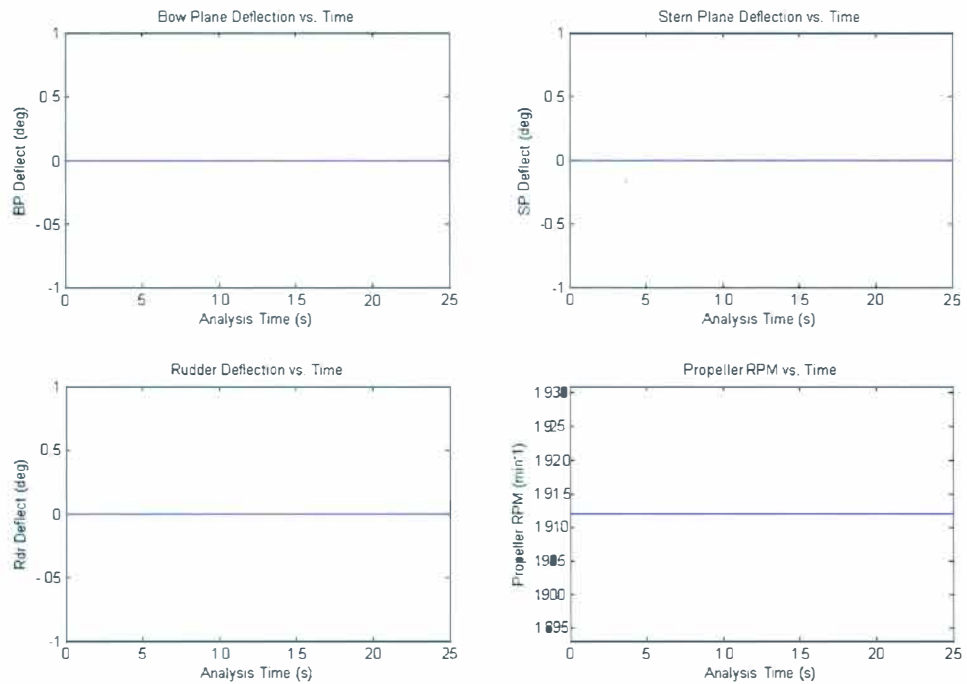 Bow Plane Deflection vs. Time
1
0.5
0
-0.5
-1
BP Deflect (deg)
0 5 10 15 20 25
Analysis Time (s)
Stern Plane Deflection vs. Time
1
0.5
0
-0.5
-1
SP Deflect (deg)
0 5 10 15 20 25
Analysis Time (s)
Rudder Deflection vs. Time
1
0.5
0
-0.5
-1
Rdr Deflect (deg)
0 5 10 15 20 25
Analysis Time (s)
Propeller RPM vs. Time
1930
1925
1920
1915
1910
1905
1900
1895
Propeller RPM (min-1)
0 5 10 15 20 25
Analysis Time (s)